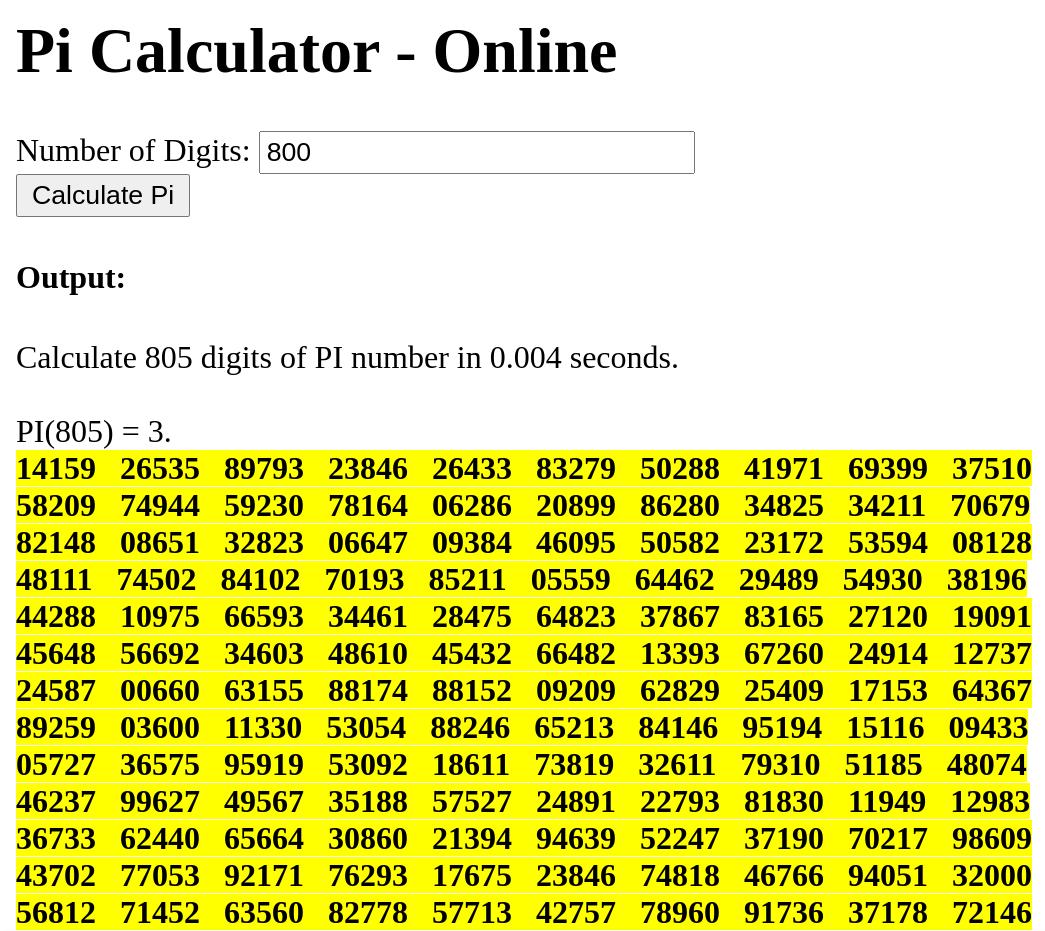 Pi Calculator - Online
Number of Digits: 800
Calculate Pi
Output:
Calculate 805 digits of PI number in 0.004 seconds.
PI(805) = 3.
14159 26535 89793 23846 26433 83279 50288 41971 69399 37510
58209 74944 59230 78164 06286 20899 86280 34825 34211 70679
82148 08651 32823 06647 09384 46095 50582 23172 53594 08128
48111 74502 84102 70193 85211 05559 64462 29489 54930 38196
44288 10975 66593 34461 28475 64823 37867 83165 27120 19091
45648 56692 34603 48610 45432 66482 13393 67260 24914 12737
24587 00660 63155 88174 88152 09209 62829 25409 17153 64367
89259 03600 11330 53054 88246 65213 84146 95194 15116 09433
05727 36575 95919 53092 18611 73819 32611 79310 51185 48074
46237 99627 49567 35188 57527 24891 22793 81830 11949 12983
36733 62440 65664 30860 21394 94639 52247 37190 70217 98609
43702 77053 92171 76293 17675 23846 74818 46766 94051 32000
56812 71452 63560 82778 57713 42757 78960 91736 37178 72146